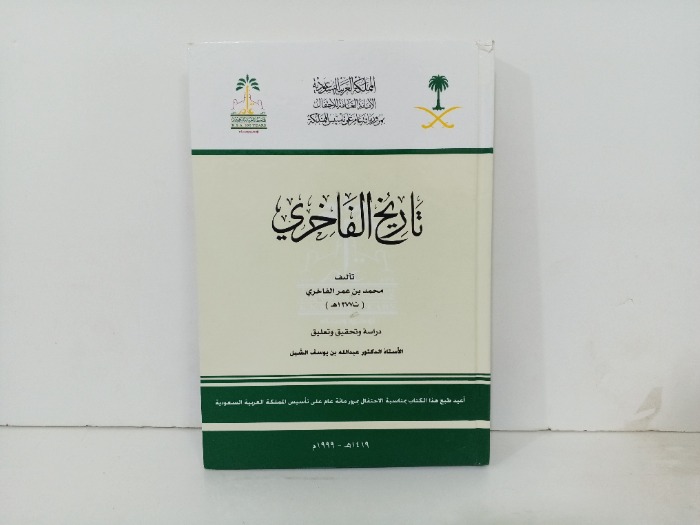 المملكة العربية السعودية
الأمانة العامة للاحتفال
بمرور مائة عام على تأسيس المملكة
تاريخ الفاخري
تأليف
محمد بن عمر الفاخري
(ت١٢٧٧هـ)
دراسة وتحقيق وتعليق
الأستاذ الدكتور عبدالله بن يوسف الشبل
أعيد طبع هذا الكتاب بمناسبة الاحتفال بمرور مائة عام على تأسيس المملكة العربية السعودية
١٤١٩هـ - ١٩٩٩م